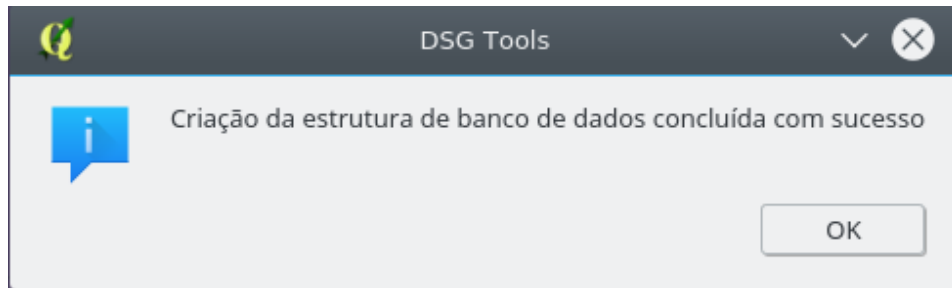 DSG Tools
Criação da estrutura de banco de dados concluída com sucesso
OK